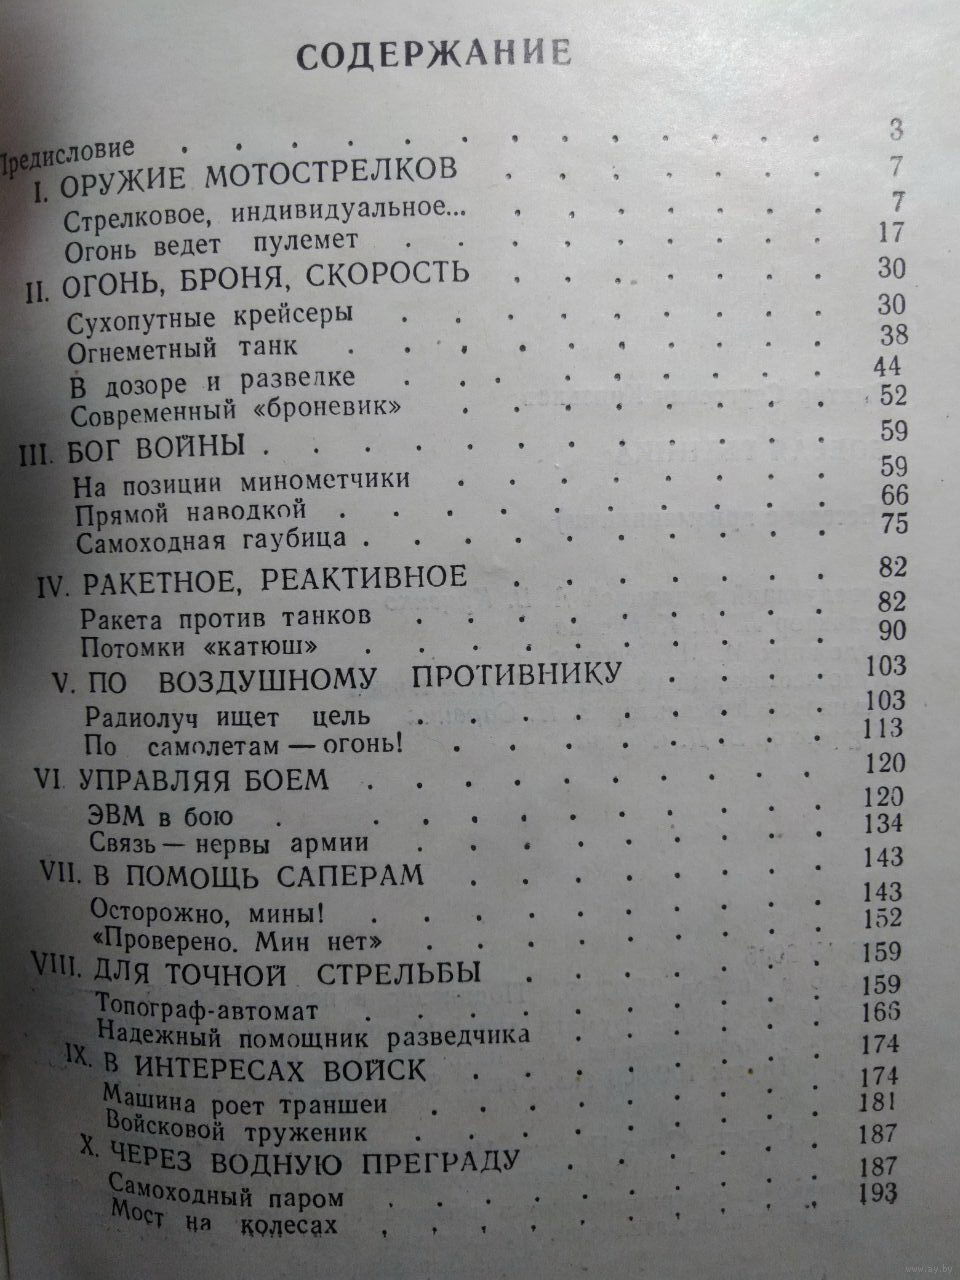 СОДЕРЖАНИЕ
Предисловие . . . . . . . . . . . . 3
I. ОРУЖИЕ МОТОСТРЕЛКОВ . . . . . . . 7
Стрелковое, индивидуальное... . . . . . . . 7
Огонь ведет пулемет . . . . . . . . . 17
II. ОГОНЬ, БРОНЯ, СКОРОСТЬ . . . . . . . 30
Сухопутные крейсеры . . . . . . . . . 30
Огнеметный танк . . . . . . . . . 38
В дозоре и разведке . . . . . . . . . 44
Современный «броневик» . . . . . . . . 52
III. БОГ ВОЙНЫ . . . . . . . . . . . . 59
На позиции минометчики . . . . . . . . 59
Прямой наводкой . . . . . . . . . . 66
Самоходная гаубица . . . . . . . . . . 75
IV. РАКЕТНОЕ, РЕАКТИВНОЕ . . . . . . . 82
Ракета против танков . . . . . . . . . 82
Потомки «катюш» . . . . . . . . . . 90
V. ПО ВОЗДУШНОМУ ПРОТИВНИКУ . . . . 103
Радиолуч ищет цель . . . . . . . . . 103
По самолетам — огонь! . . . . . . . . 113
VI. УПРАВЛЯЯ БОЕМ . . . . . . . . . 120
ЭВМ в бою . . . . . . . . . . 120
Связь — нервы армии . . . . . . . . 134
VII. В ПОМОЩЬ САПЕРАМ . . . . . . . 143
Осторожно, мины! . . . . . . . . . 143
«Проверено. Мин нет» . . . . . . . . 152
VIII. ДЛЯ ТОЧНОЙ СТРЕЛЬБЫ . . . . . . 159
Топограф-автомат . . . . . . . . . 159
Надежный помощник разведчика . . . . . 166
IX. В ИНТЕРЕСАХ ВОЙСК . . . . . . . 174
Машина роет траншеи . . . . . . . . 174
Войсковой труженик . . . . . . . . 181
X. ЧЕРЕЗ ВОДНУЮ ПРЕГРАДУ . . . . . 187
Самоходный паром . . . . . . . . . 187
Мост на колесах . . . . . . . . . 193
www.ay.by